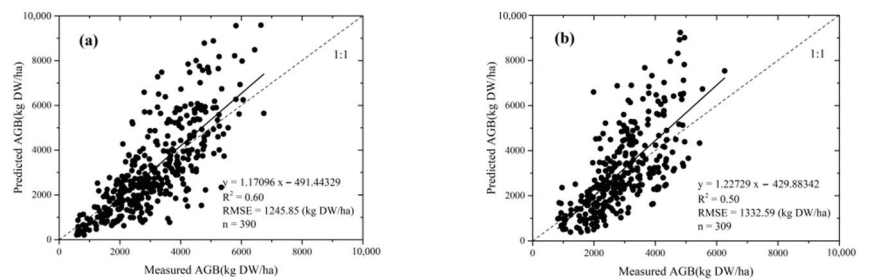 10,000
(a)
1:1
8000
6000
4000
2000
0
Predicted AGB(kg DW/ha)
y = 1.17096 x − 491.44329
R² = 0.60
RMSE = 1245.85 (kg DW/ha)
n = 390
0 2000 4000 6000 8000 10,000
Measured AGB(kg DW/ha)
10,000
(b)
1:1
8000
6000
4000
2000
0
Predicted AGB(kg DW/ha)
y = 1.22729 x − 429.88342
R² = 0.50
RMSE = 1332.59 (kg DW/ha)
n = 309
0 2000 4000 6000 8000 10,000
Measured AGB(kg DW/ha)